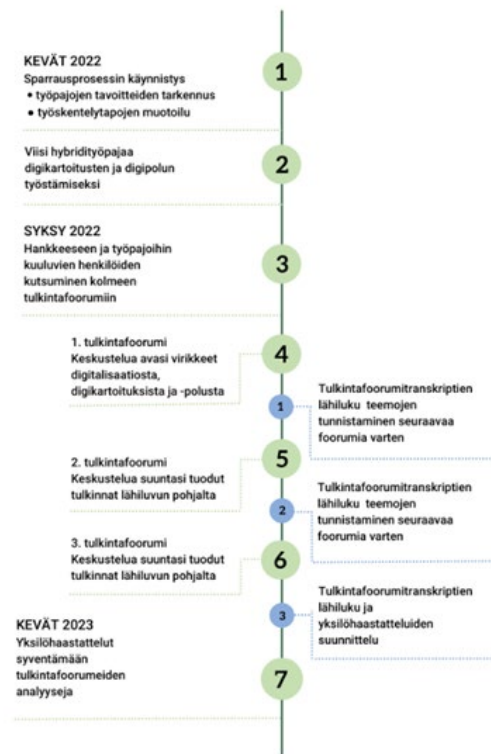 KEVÄT 2022
Sparrausprosessin käynnistys
• työpajojen tavoitteiden tarkennus
• työskentelytapojen muotoilu
1
Viisi hybridityöpajaa
digikartoitusten ja digipolun
työstämiseksi
2
SYKSY 2022
Hankkeeseen ja työpajoihin
kuuluvien henkilöiden
kutsuminen kolmeen
tulkintafoorumiin
3
1. tulkintafoorumi
Keskustelua avasi virikkeet
digitalisaatiosta,
digikartoituksista ja -polusta
4
1
Tulkintafoorumitranskriptien
lähiluku teemojen
tunnistaminen seuraavaa
foorumia varten
2. tulkintafoorumi
Keskustelua suuntasi tuodut
tulkinnat lähiluvun pohjalta
5
2
Tulkintafoorumitranskriptien
lähiluku teemojen
tunnistaminen seuraavaa
foorumia varten
3. tulkintafoorumi
Keskustelua suuntasi tuodut
tulkinnat lähiluvun pohjalta
6
3
Tulkintafoorumitranskriptien
lähiluku ja
yksilöhaastatteluiden
suunnittelu
KEVÄT 2023
Yksilöhaastattelut
syventämään
tulkintafoorumeiden
analyyseja
7